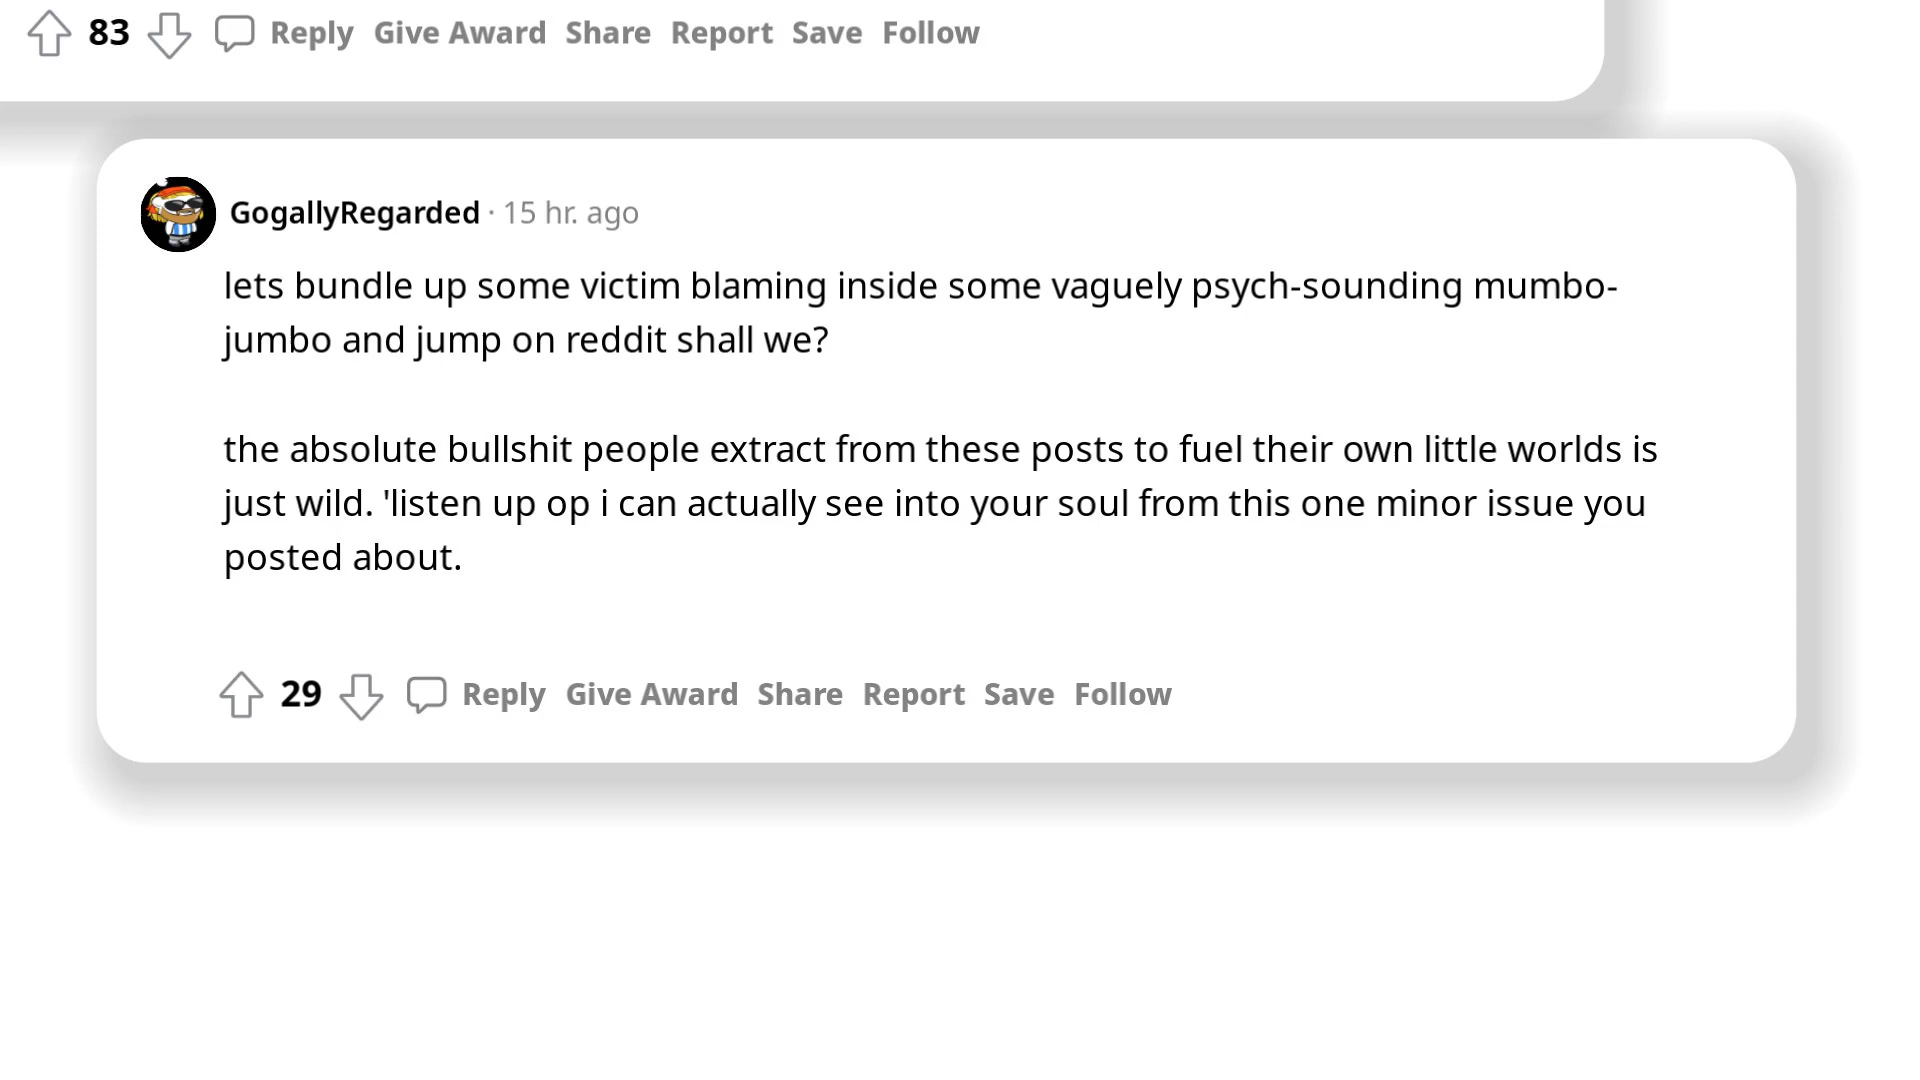 83 Reply Give Award Share Report Save Follow
GogallyRegarded · 15 hr. ago
lets bundle up some victim blaming inside some vaguely psych-sounding mumbo-
jumbo and jump on reddit shall we?
the absolute bullshit people extract from these posts to fuel their own little worlds is
just wild. 'listen up op i can actually see into your soul from this one minor issue you
posted about.
29 Reply Give Award Share Report Save Follow